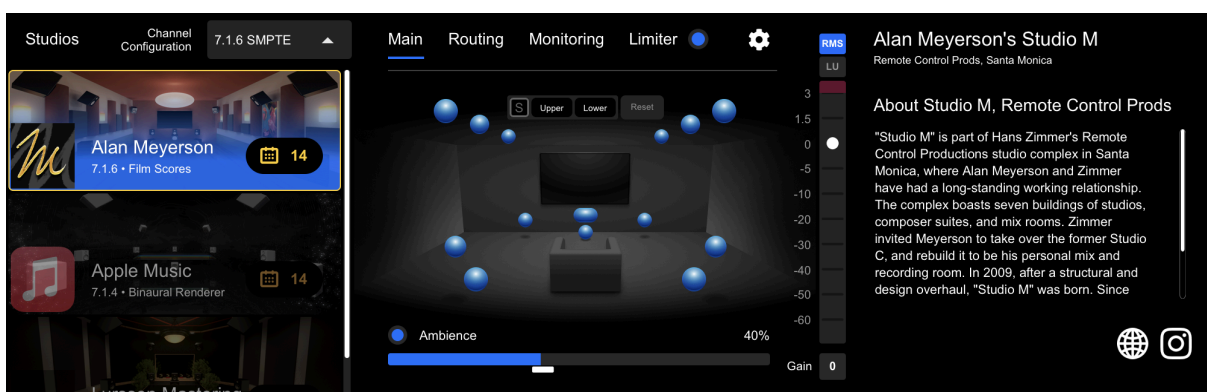 Studios
Channel
Configuration
7.1.6 SMPTE
Alan Meyerson
7.1.6 • Film Scores
14
Apple Music
7.1.4 • Binaural Renderer
14
Main
Routing
Monitoring
Limiter
S
Upper
Lower
Reset
Ambience
40%
RMS
LU
3
1.5
0
-5
-10
-20
-30
-40
-50
-60
Gain
0
Alan Meyerson's Studio M
Remote Control Prods, Santa Monica
About Studio M, Remote Control Prods
"Studio M" is part of Hans Zimmer's Remote
Control Productions studio complex in Santa
Monica, where Alan Meyerson and Zimmer
have had a long-standing working relationship.
The complex boasts seven buildings of studios,
composer suites, and mix rooms. Zimmer
invited Meyerson to take over the former Studio
C, and rebuild it to be his personal mix and
recording room. In 2009, after a structural and
design overhaul, "Studio M" was born. Since